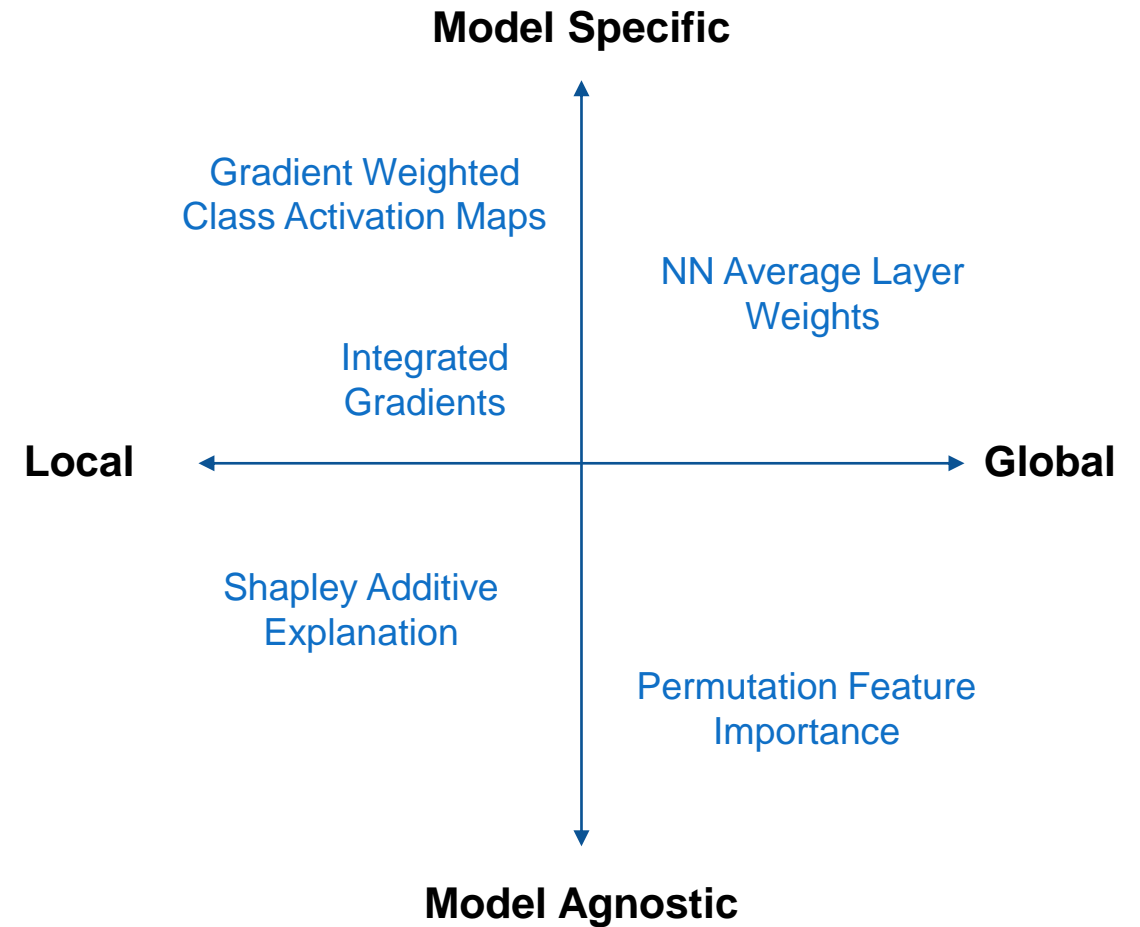 Model Specific
Gradient Weighted
Class Activation Maps
NN Average Layer
Weights
Integrated
Gradients
Local
Global
Shapley Additive
Explanation
Permutation Feature
Importance
Model Agnostic